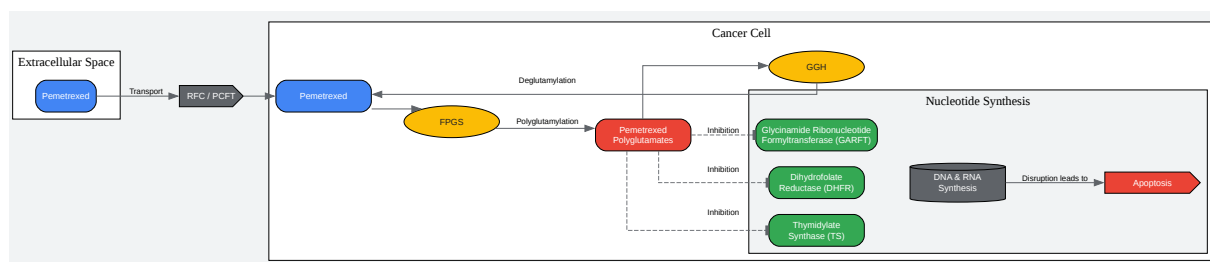 Cancer Cell
Extracellular Space
Pemetrexed
Transport
RFC / PCFT
Pemetrexed
Deglutamylation
GGH
FPGS
Polyglutamylation
Pemetrexed
Polyglutamates
Nucleotide Synthesis
Inhibition
Glycinamide Ribonucleotide
Formyltransferase (GARFT)
Inhibition
Dihydrofolate
Reductase (DHFR)
Inhibition
Thymidylate
Synthase (TS)
DNA & RNA
Synthesis
Disruption leads to
Apoptosis